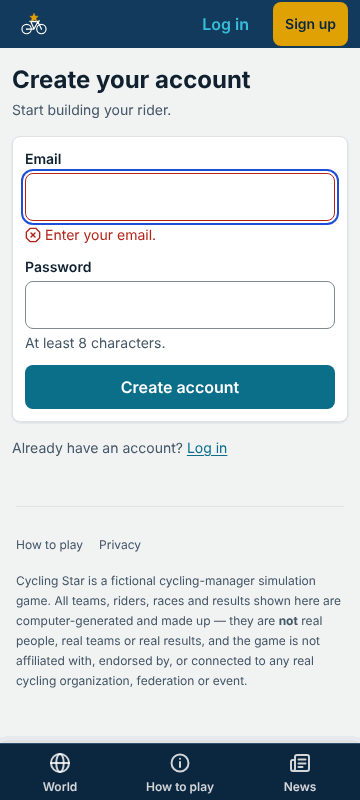 Log in
Sign up
Create your account
Start building your rider.
Email
Enter your email.
Password
At least 8 characters.
Create account
Already have an account? Log in
How to play
Privacy
Cycling Star is a fictional cycling-manager simulation
game. All teams, riders, races and results shown here are
computer-generated and made up — they are not real
people, real teams or real results, and the game is not
affiliated with, endorsed by, or connected to any real
cycling organization, federation or event.
World
How to play
News